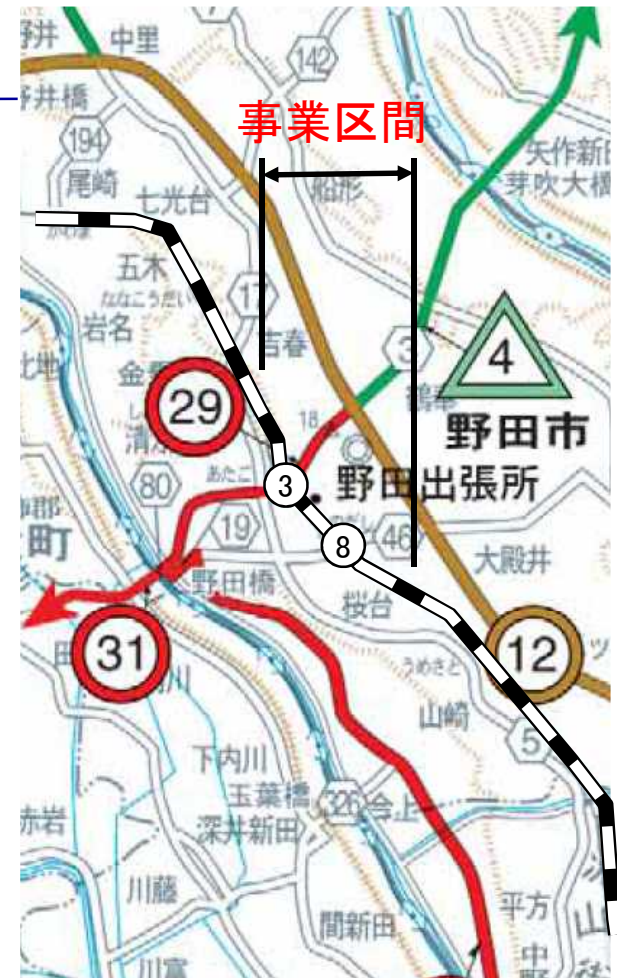 中里
142
井橋
事業区間
194
矢作新田
芽吹大橋
尾崎
七光台
船形
五木
ななこうだい
17
岩名
吉春
3
4
29
18
野田市
あたご
3
野田出張所
80
町
19
8
46
大殿井
野田橋
桜台
31
12
うめさと
山崎
5
下内川
玉葉橋
326
今上
赤岩
深井新田
川藤
平方
間新田
中
川富